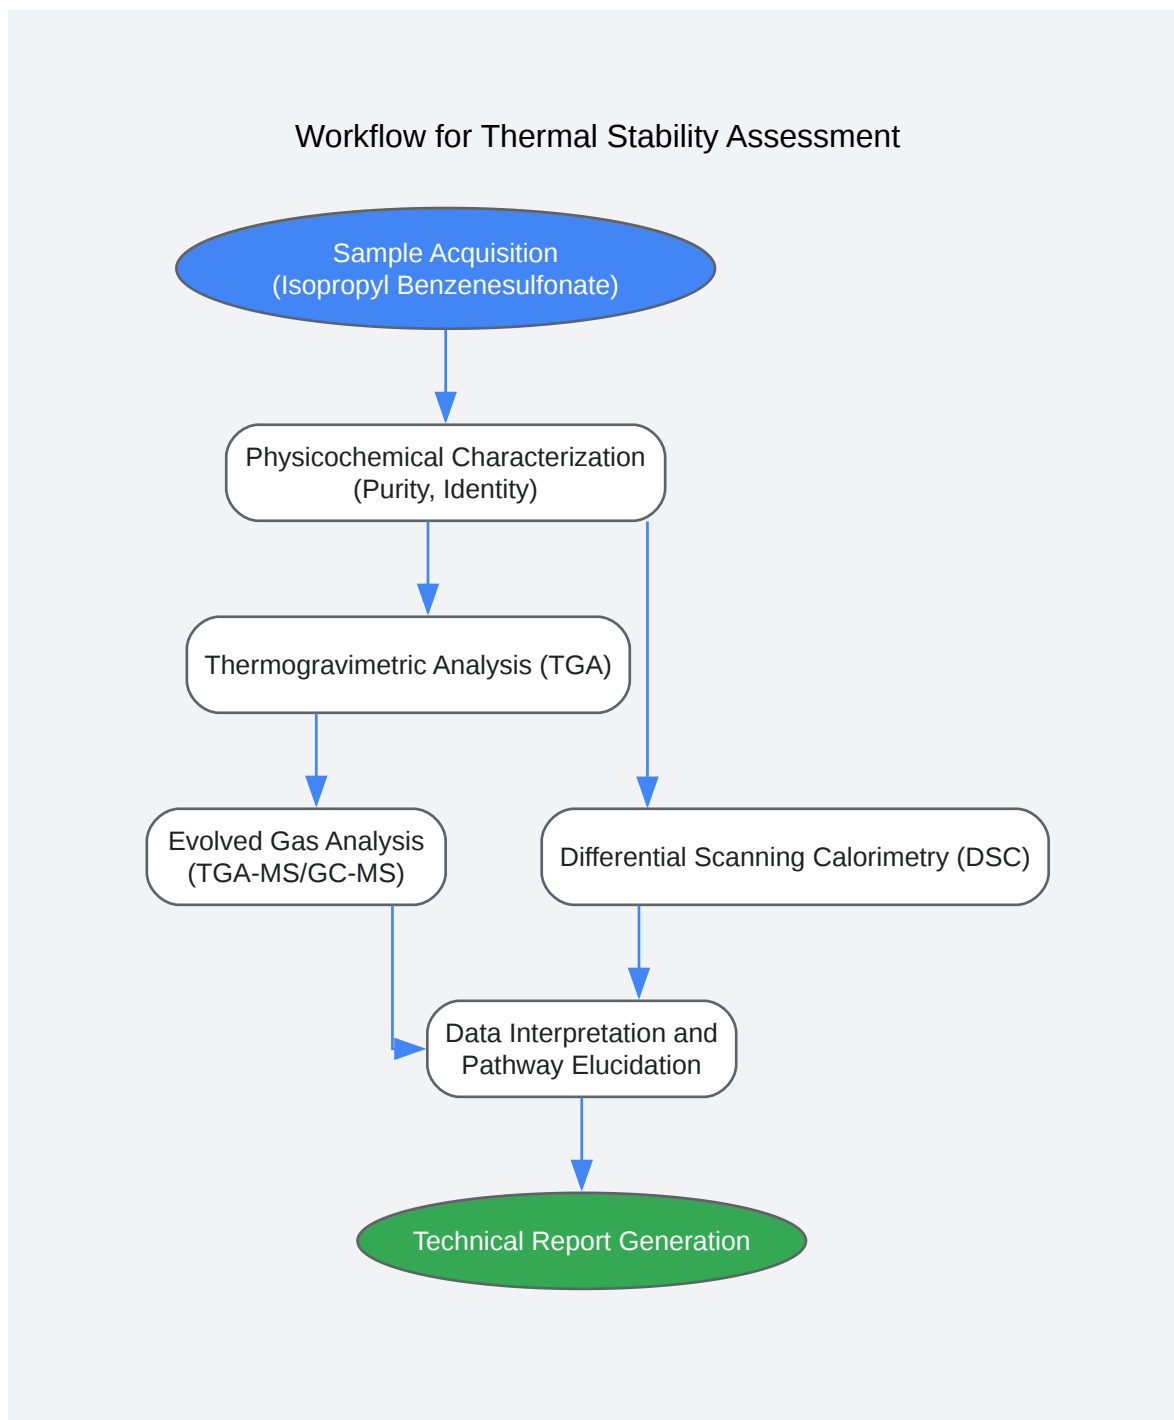 Workflow for Thermal Stability Assessment
Sample Acquisition
(Isopropyl Benzenesulfonate)
Physicochemical Characterization
(Purity, Identity)
Thermogravimetric Analysis (TGA)
Evolved Gas Analysis
(TGA-MS/GC-MS)
Differential Scanning Calorimetry (DSC)
Data Interpretation and
Pathway Elucidation
Technical Report Generation